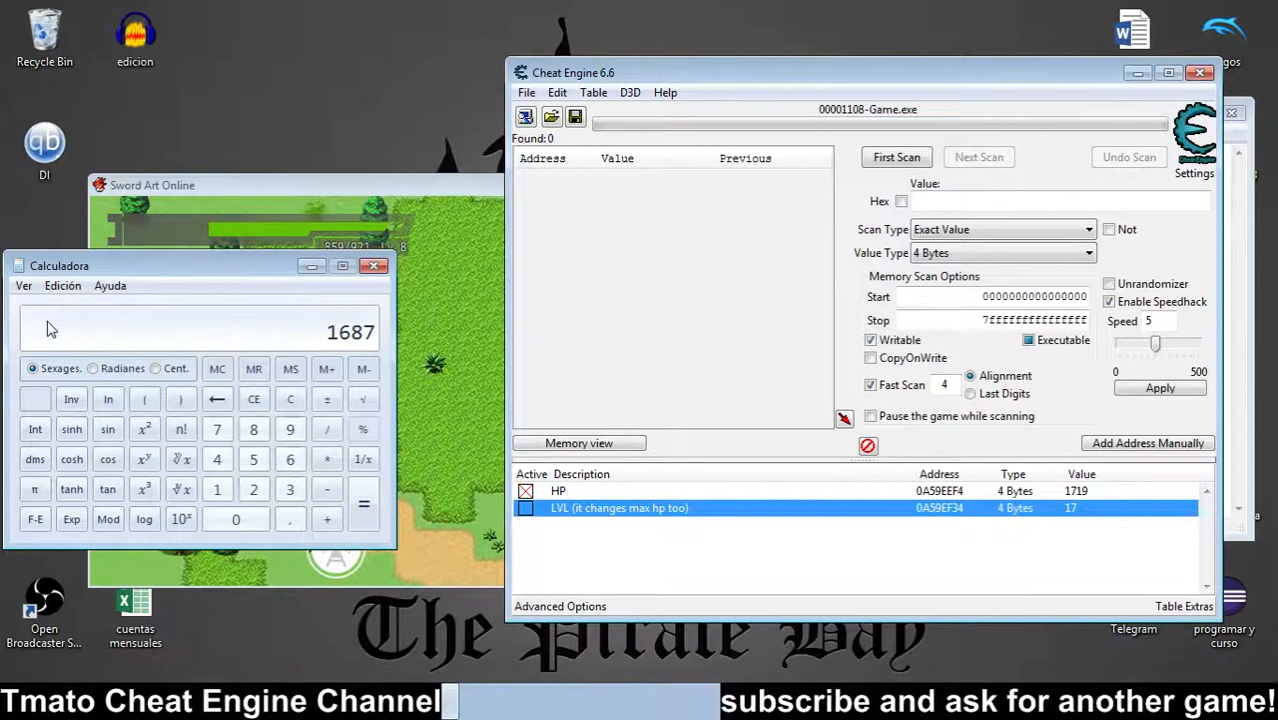 Recycle Bin
edicion
DI
gos
Cheat Engine 6.6
File Edit Table D3D Help
00001108-Game.exe
Found:0
Address Value Previous
First Scan Next Scan Undo Scan
Settings
Value:
Hex
Scan Type Exact Value Not
Value Type 4 Bytes
Memory Scan Options
Start 0000000000000000
Stop 7fffffffffffffff
Unrandomizer
Enable Speedhack
Speed 5
0 500
Apply
Writable Executable
CopyOnWrite
Fast Scan 4 Alignment
Last Digits
Pause the game while scanning
Memory view Add Address Manually
Active Description Address Type Value
HP 0A59EEF4 4 Bytes 1719
LVL (it changes max hp too) 0A59EF34 4 Bytes 17
Advanced Options Table Extras
Sword Art Online
859/921 Lv 8
Calculadora
Ver Edición Ayuda
1687
Sexages. Radianes Cent. MC MR MS M+ M-
Inv ln ( ) ← CE C ± √
Int sinh sin x² n! 7 8 9 / %
dms cosh cos xʸ ʸ√x 4 5 6 * 1/x
π tanh tan x³ ³√x 1 2 3 - =
F-E Exp Mod log 10ˣ 0 , +
A
Open
Broadcaster S...
cuentas
mensuales
The Pirate Bay
Telegram
programar y
curso
Tmato Cheat Engine Channel
subscribe and ask for another game!